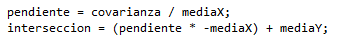 pendiente = covarianza / mediaX;
interseccion = (pendiente * -mediaX) + mediaY;